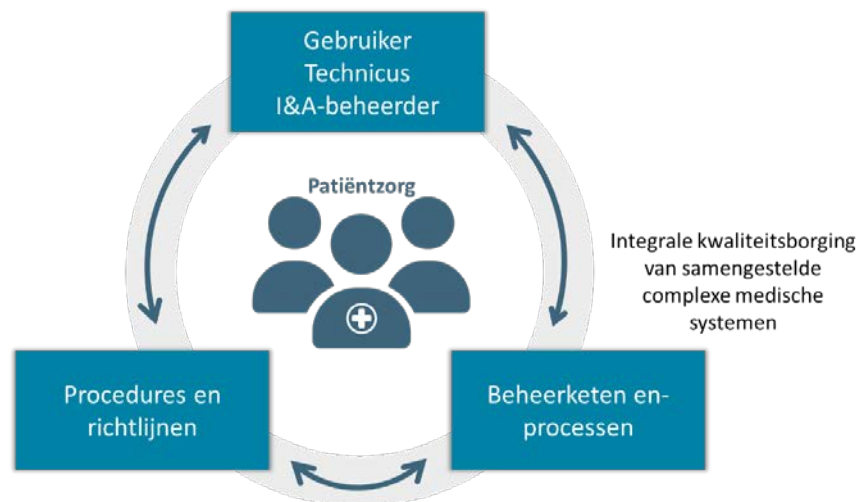 Gebruiker
Technicus
I&A-beheerder
Patiëntzorg
Integrale kwaliteitsborging
van samengestelde
complexe medische
systemen
Procedures en
richtlijnen
Beheerketen en-
processen